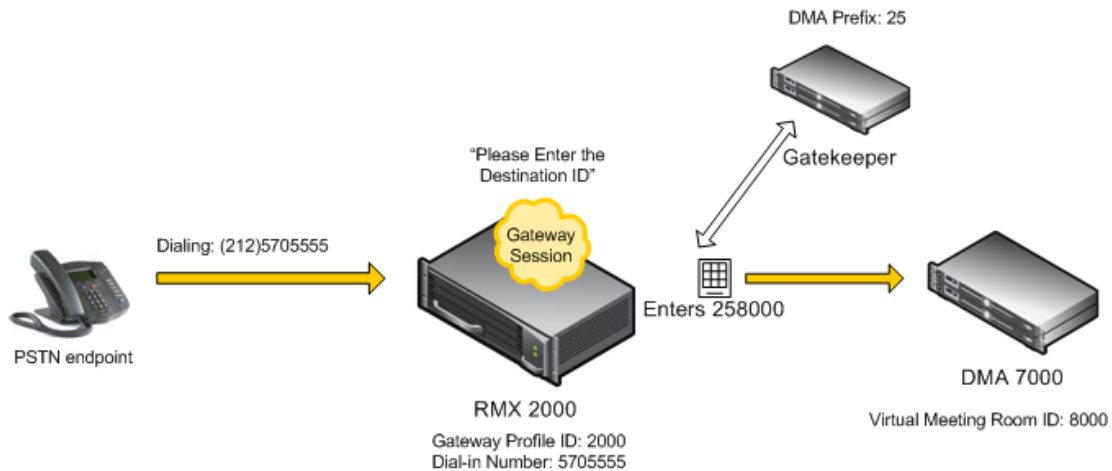 DMA Prefix: 25
Gatekeeper
“Please Enter the
Destination ID”
Gateway
Session
Dialing: (212)5705555
Enters 258000
PSTN endpoint
RMX 2000
Gateway Profile ID: 2000
Dial-in Number: 5705555
DMA 7000
Virtual Meeting Room ID: 8000